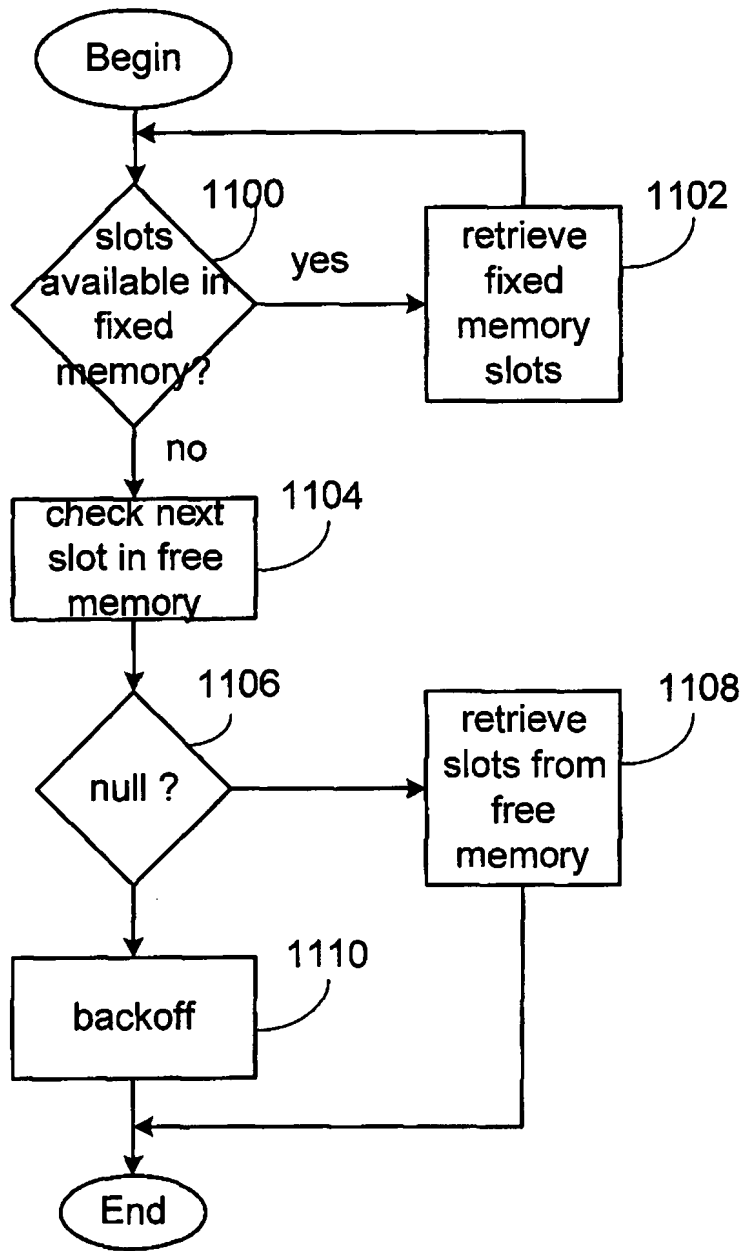 Begin
1100
slots
available in
fixed
memory?
yes
1102
retrieve
fixed
memory
slots
no
1104
check next
slot in free
memory
1106
null ?
1108
retrieve
slots from
free
memory
1110
backoff
End